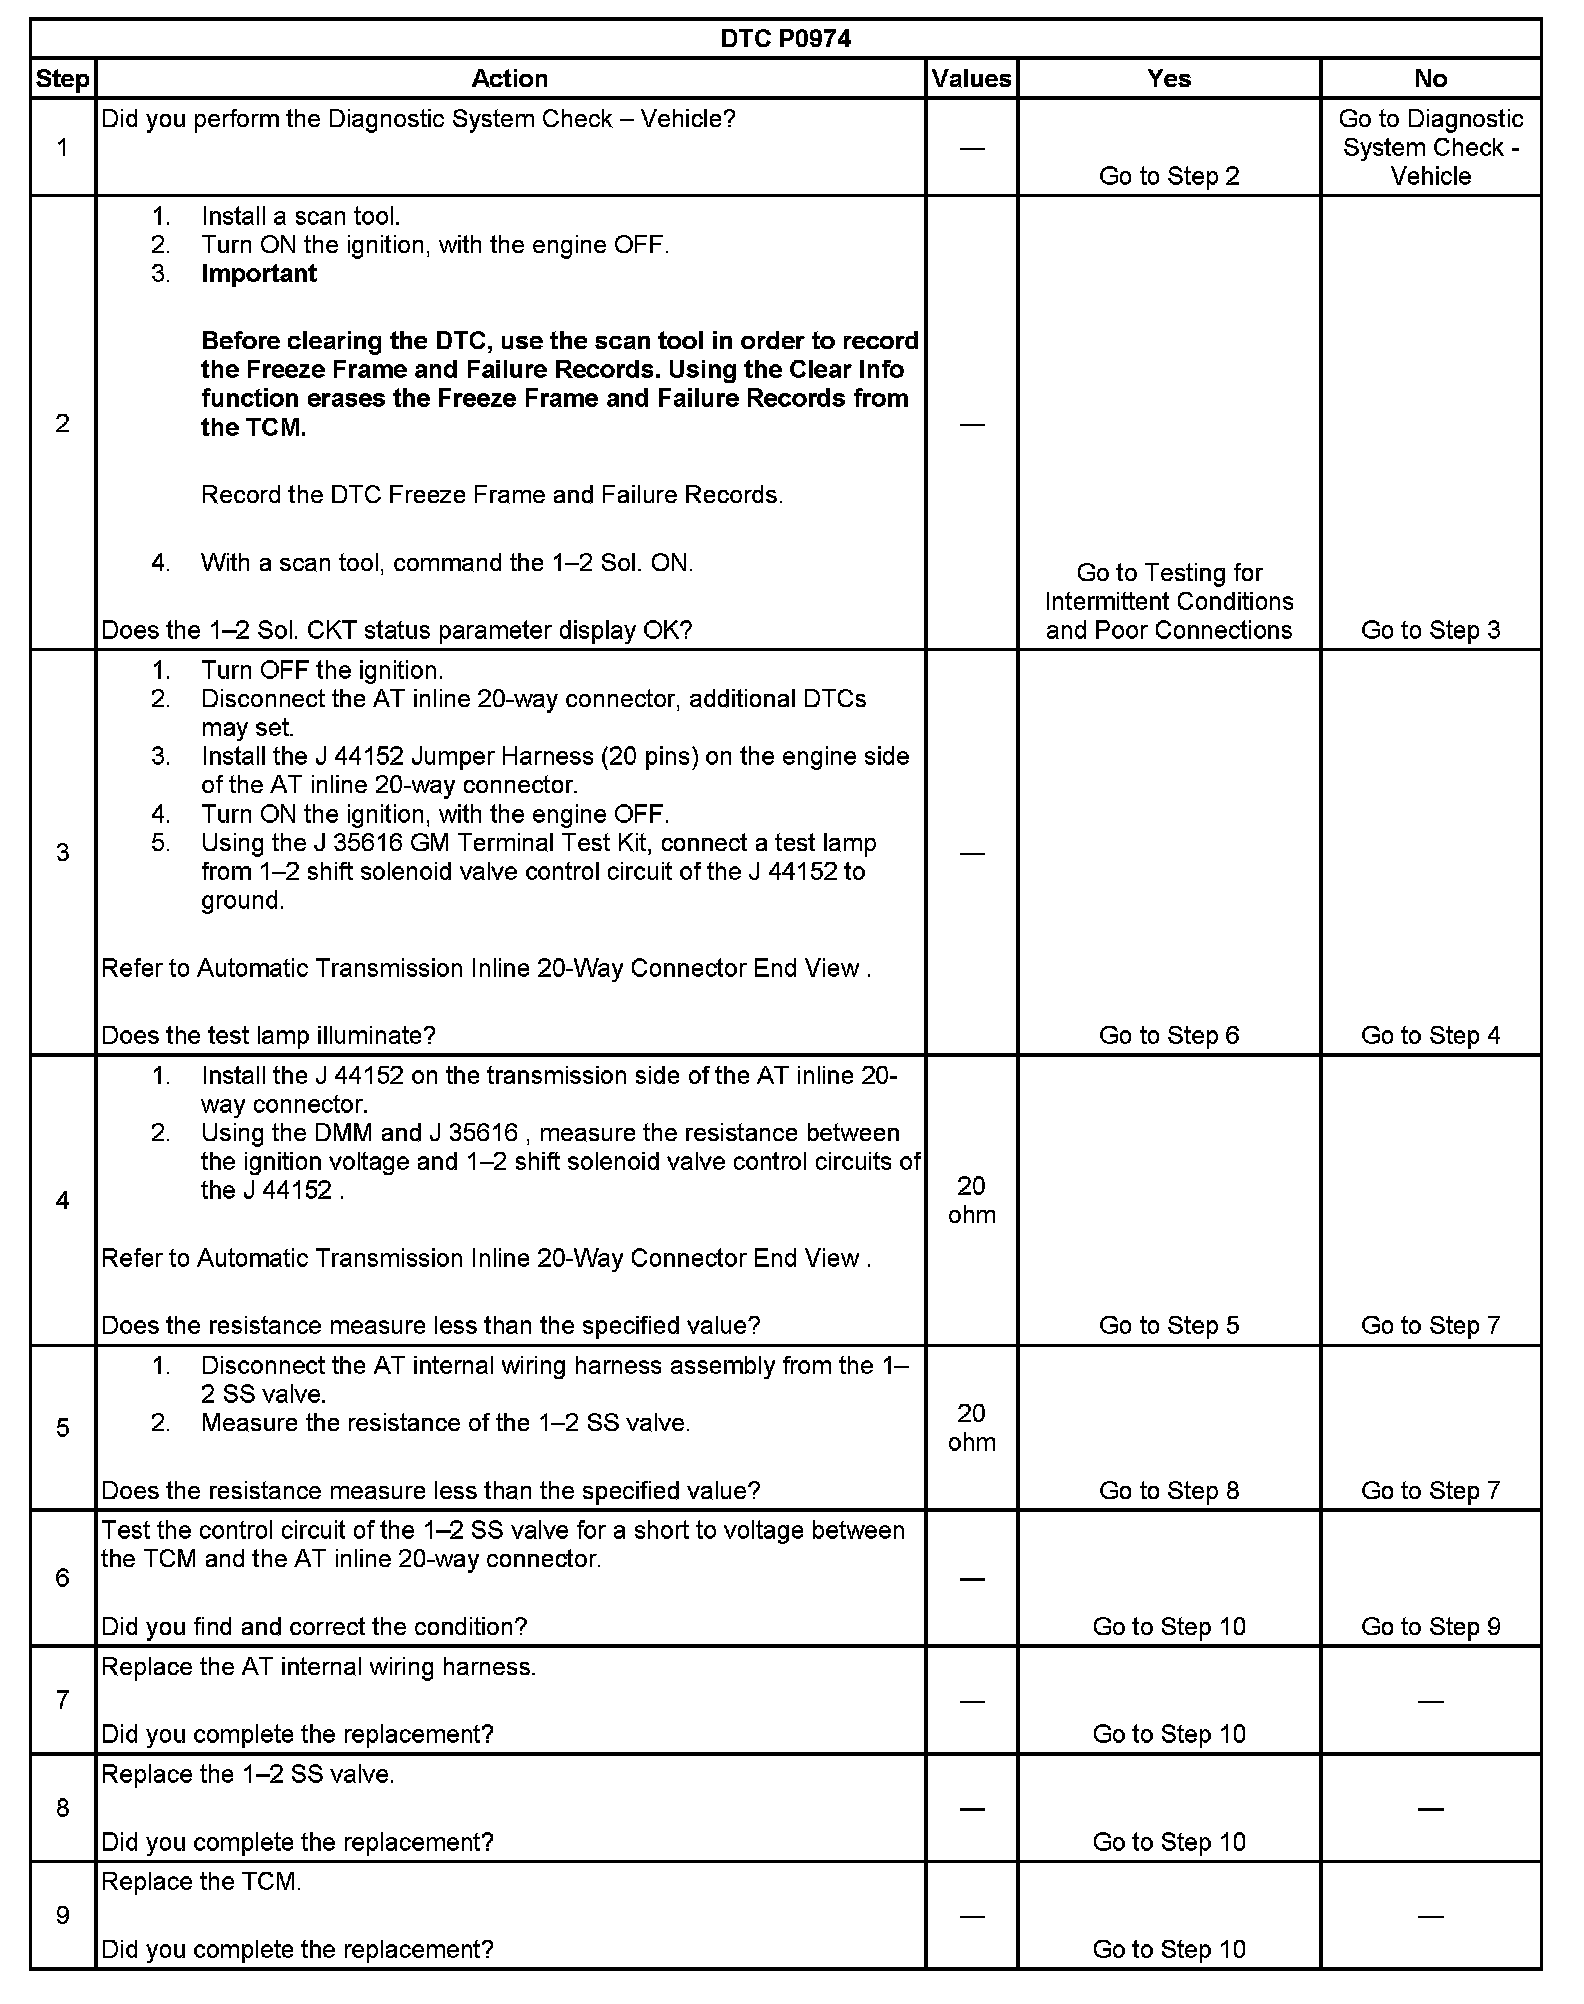 DTC P0974
Step Action Values Yes No
1
Did you perform the Diagnostic System Check – Vehicle?
—
Go to Step 2
Go to Diagnostic
System Check -
Vehicle
2
1. Install a scan tool.
2. Turn ON the ignition, with the engine OFF.
3. Important
Before clearing the DTC, use the scan tool in order to record
the Freeze Frame and Failure Records. Using the Clear Info
function erases the Freeze Frame and Failure Records from
the TCM.
Record the DTC Freeze Frame and Failure Records.
4. With a scan tool, command the 1–2 Sol. ON.
Does the 1–2 Sol. CKT status parameter display OK?
—
Go to Testing for
Intermittent Conditions
and Poor Connections
Go to Step 3
3
1. Turn OFF the ignition.
2. Disconnect the AT inline 20-way connector, additional DTCs
may set.
3. Install the J 44152 Jumper Harness (20 pins) on the engine side
of the AT inline 20-way connector.
4. Turn ON the ignition, with the engine OFF.
5. Using the J 35616 GM Terminal Test Kit, connect a test lamp
from 1–2 shift solenoid valve control circuit of the J 44152 to
ground.
Refer to Automatic Transmission Inline 20-Way Connector End View .
Does the test lamp illuminate?
—
Go to Step 6
Go to Step 4
4
1. Install the J 44152 on the transmission side of the AT inline 20-
way connector.
2. Using the DMM and J 35616 , measure the resistance between
the ignition voltage and 1–2 shift solenoid valve control circuits of
the J 44152 .
Refer to Automatic Transmission Inline 20-Way Connector End View .
Does the resistance measure less than the specified value?
20
ohm
Go to Step 5
Go to Step 7
5
1. Disconnect the AT internal wiring harness assembly from the 1–
2 SS valve.
2. Measure the resistance of the 1–2 SS valve.
Does the resistance measure less than the specified value?
20
ohm
Go to Step 8
Go to Step 7
6
Test the control circuit of the 1–2 SS valve for a short to voltage between
the TCM and the AT inline 20-way connector.
Did you find and correct the condition?
—
Go to Step 10
Go to Step 9
7
Replace the AT internal wiring harness.
Did you complete the replacement?
—
Go to Step 10
—
8
Replace the 1–2 SS valve.
Did you complete the replacement?
—
Go to Step 10
—
9
Replace the TCM.
Did you complete the replacement?
—
Go to Step 10
—